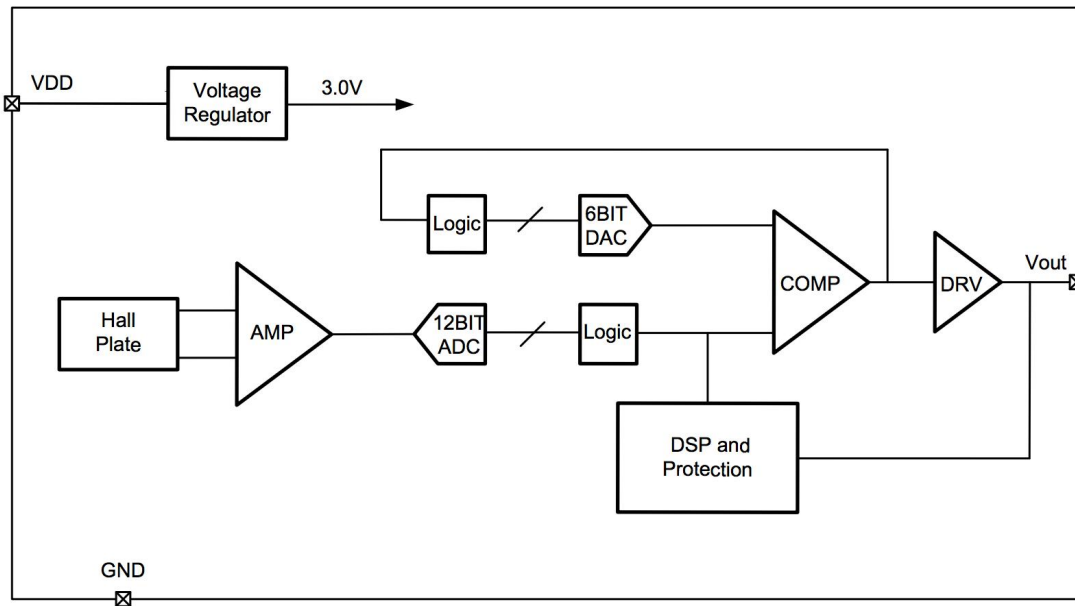 VDD
Voltage
Regulator
3.0V
Logic
6BIT
DAC
COMP
DRV
Vout
Hall
Plate
AMP
12BIT
ADC
Logic
DSP and
Protection
GND